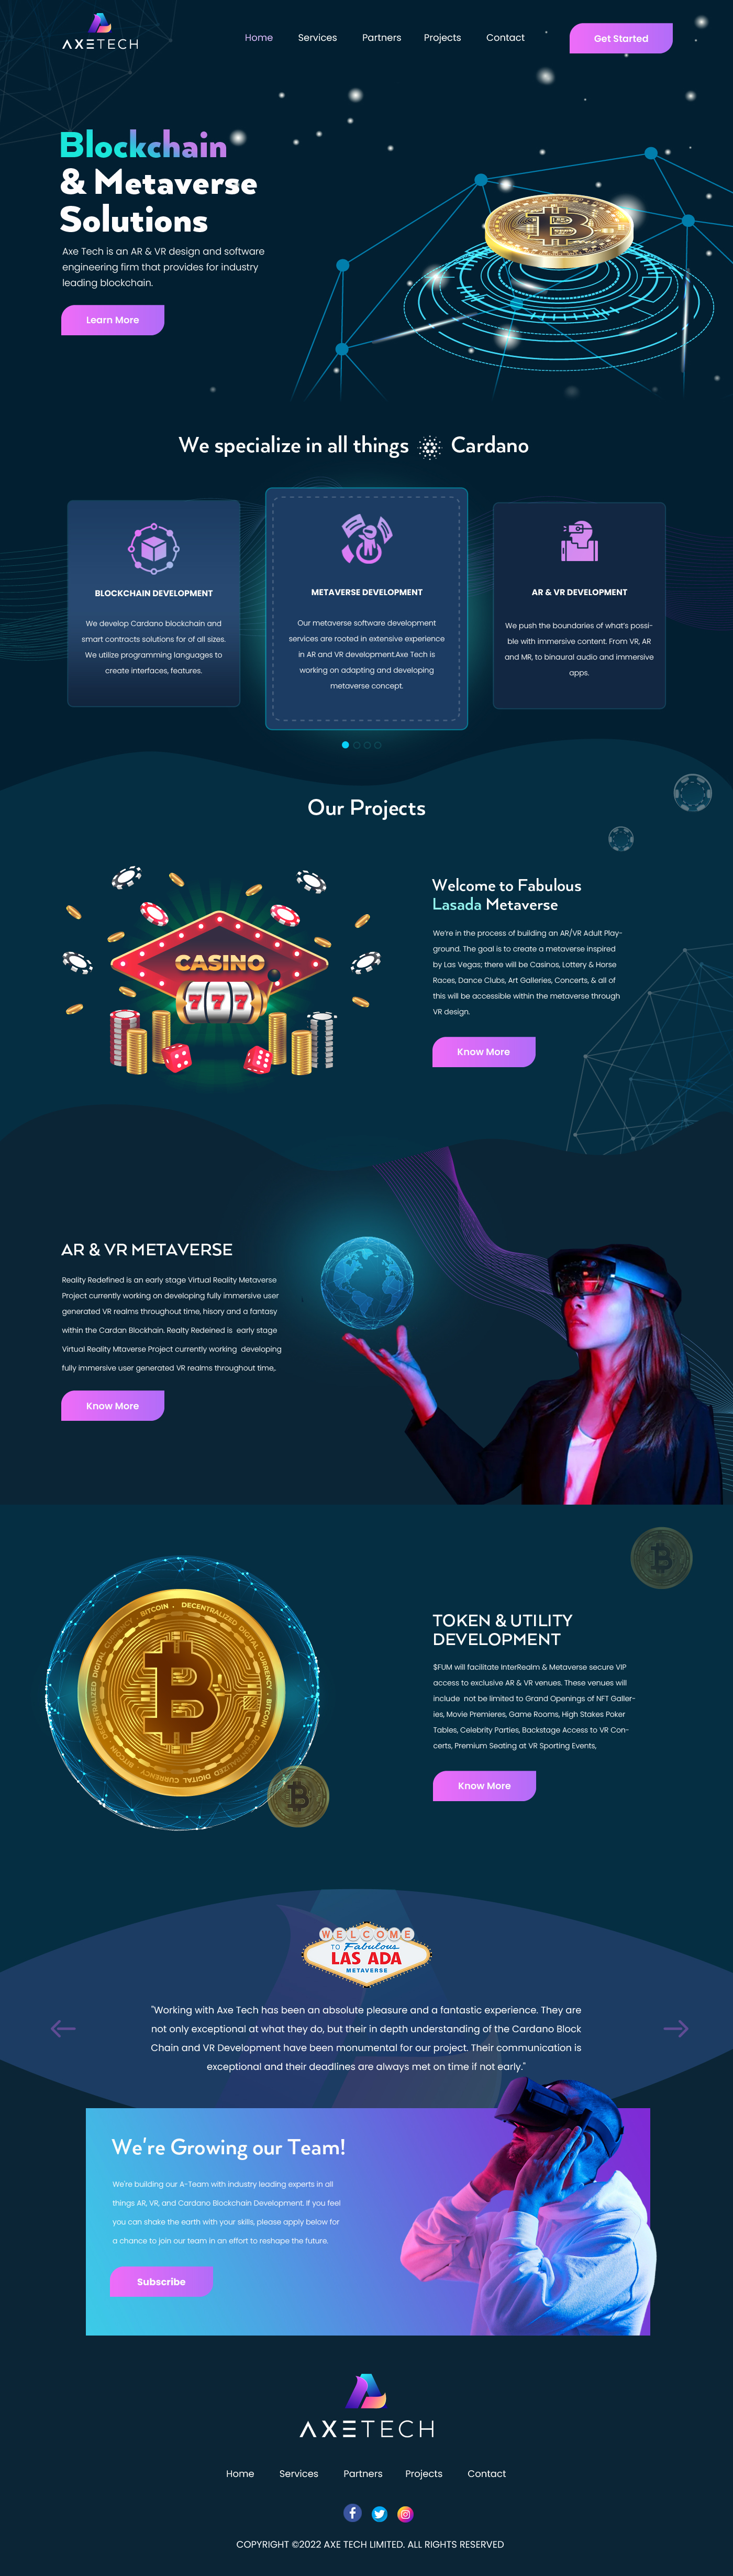 AXETECH
Home Services Partners Projects Contact Get Started
Blockchain
& Metaverse
Solutions
Axe Tech is an AR & VR design and software
engineering firm that provides for industry
leading blockchain.
Learn More
We specialize in all things Cardano
BLOCKCHAIN DEVELOPMENT
We develop Cardano blockchain and
smart contracts solutions for of all sizes.
We utilize programming languages to
create interfaces, features.
METAVERSE DEVELOPMENT
Our metaverse software development
services are rooted in extensive experience
in AR and VR development.Axe Tech is
working on adapting and developing
metaverse concept.
AR & VR DEVELOPMENT
We push the boundaries of what's possi-
ble with immersive content. From VR, AR
and MR, to binaural audio and immersive
apps.
Our Projects
CASINO
777
Welcome to Fabulous
Lasada Metaverse
We're in the process of building an AR/VR Adult Play-
ground. The goal is to create a metaverse inspired
by Las Vegas; there will be Casinos, Lottery & Horse
Races, Dance Clubs, Art Galleries, Concerts, & all of
this will be accessible within the metaverse through
VR design.
Know More
AR & VR METAVERSE
Reality Redefined is an early stage Virtual Reality Metaverse
Project currently working on developing fully immersive user
generated VR realms throughout time, hisory and a fantasy
within the Cardan Blockhain. Realty Redeined is early stage
Virtual Reality Mtaverse Project currently working developing
fully immersive user generated VR realms throughout time,.
Know More
BITCOIN • DECENTRALIZED DIGITAL CURRENCY • BITCOIN DECENTRALIZED DIGITAL CURRENCY • BITCOIN DECENTRALIZED DIGITAL CURRENCY
TOKEN & UTILITY
DEVELOPMENT
$FUM will facilitate InterRealm & Metaverse secure VIP
access to exclusive AR & VR venues. These venues will
include not be limited to Grand Openings of NFT Galler-
ies, Movie Premieres, Game Rooms, High Stakes Poker
Tables, Celebrity Parties, Backstage Access to VR Con-
certs, Premium Seating at VR Sporting Events,
Know More
WELCOME
TO Fabulous
LAS ADA
METAVERSE
"Working with Axe Tech has been an absolute pleasure and a fantastic experience. They are
not only exceptional at what they do, but their in depth understanding of the Cardano Block
Chain and VR Development have been monumental for our project. Their communication is
exceptional and their deadlines are always met on time if not early."
We're Growing our Team!
We're building our A-Team with industry leading experts in all
things AR, VR, and Cardano Blockchain Development. If you feel
you can shake the earth with your skills, please apply below for
a chance to join our team in an effort to reshape the future.
Subscribe
AXETECH
Home Services Partners Projects Contact
COPYRIGHT ©2022 AXE TECH LIMITED. ALL RIGHTS RESERVED